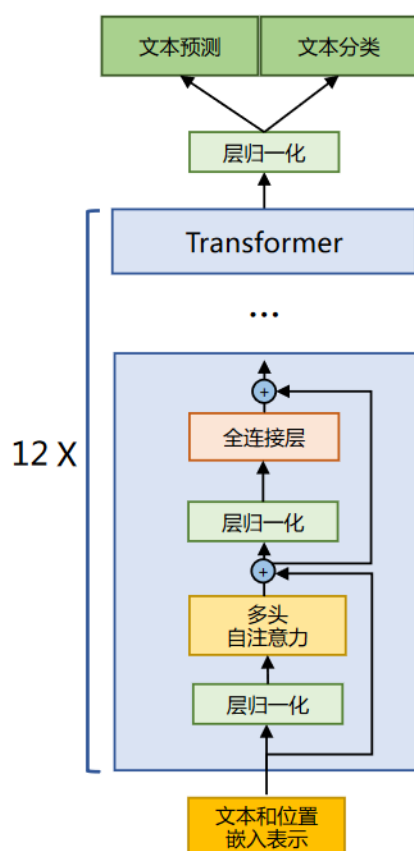 文本预测
文本分类
层归一化
Transformer
...
12 X
全连接层
层归一化
+
+
多头
自注意力
层归一化
文本和位置
嵌入表示